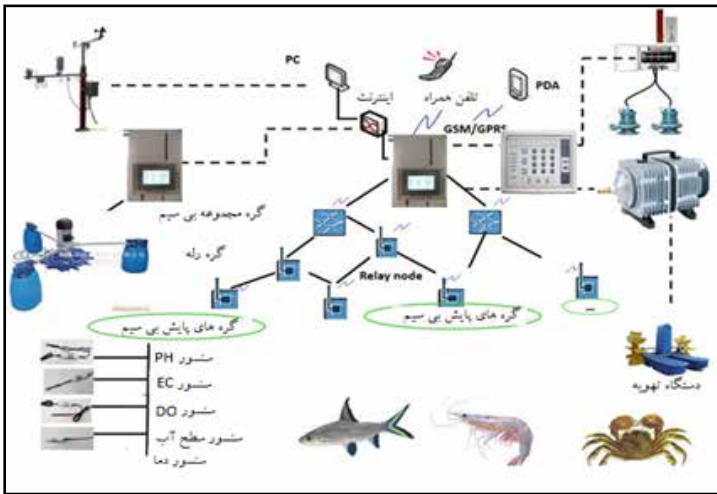 PC
تلفن همراه
PDA
اینترنت
GSM/GPRS
گره مجموعه بی سیم
گره رله
Relay node
گره های پایش بی سیم
گره های پایش بی سیم
...
سنسور PH
سنسور EC
سنسور DO
سنسور سطح آب
سنسور دما
دستگاه تهویه